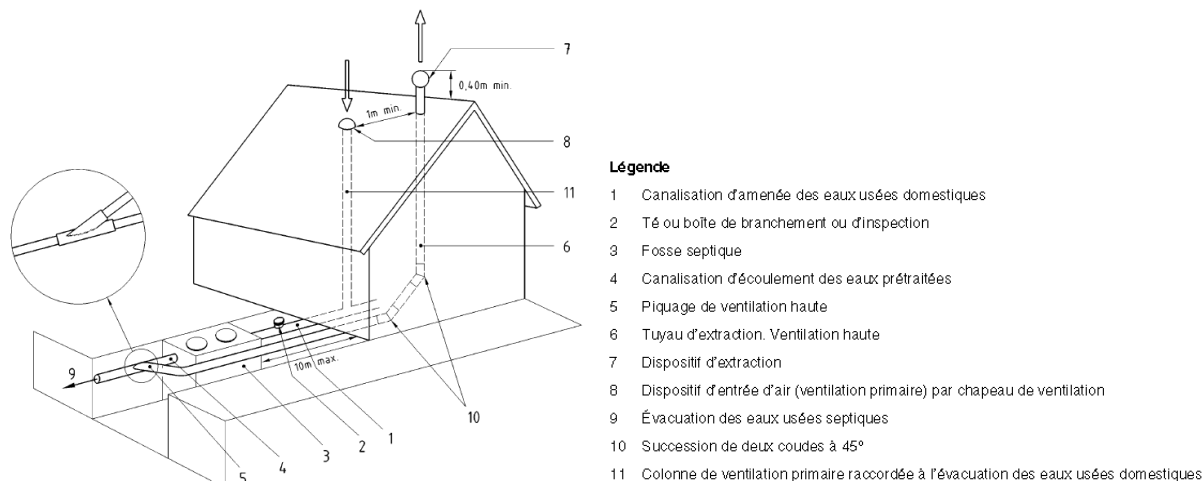 7
0,40m min.
1m min.
8
11
6
9
10m max.
10
1
2
3
4
5
Légende
1 Canalisation d'amenée des eaux usées domestiques
2 Té ou boîte de branchement ou d'inspection
3 Fosse septique
4 Canalisation d'écoulement des eaux prétraitées
5 Piquage de ventilation haute
6 Tuyau d'extraction. Ventilation haute
7 Dispositif d'extraction
8 Dispositif d'entrée d'air (ventilation primaire) par chapeau de ventilation
9 Évacuation des eaux usées septiques
10 Succession de deux coudes à 45º
11 Colonne de ventilation primaire raccordée à l'évacuation des eaux usées domestiques